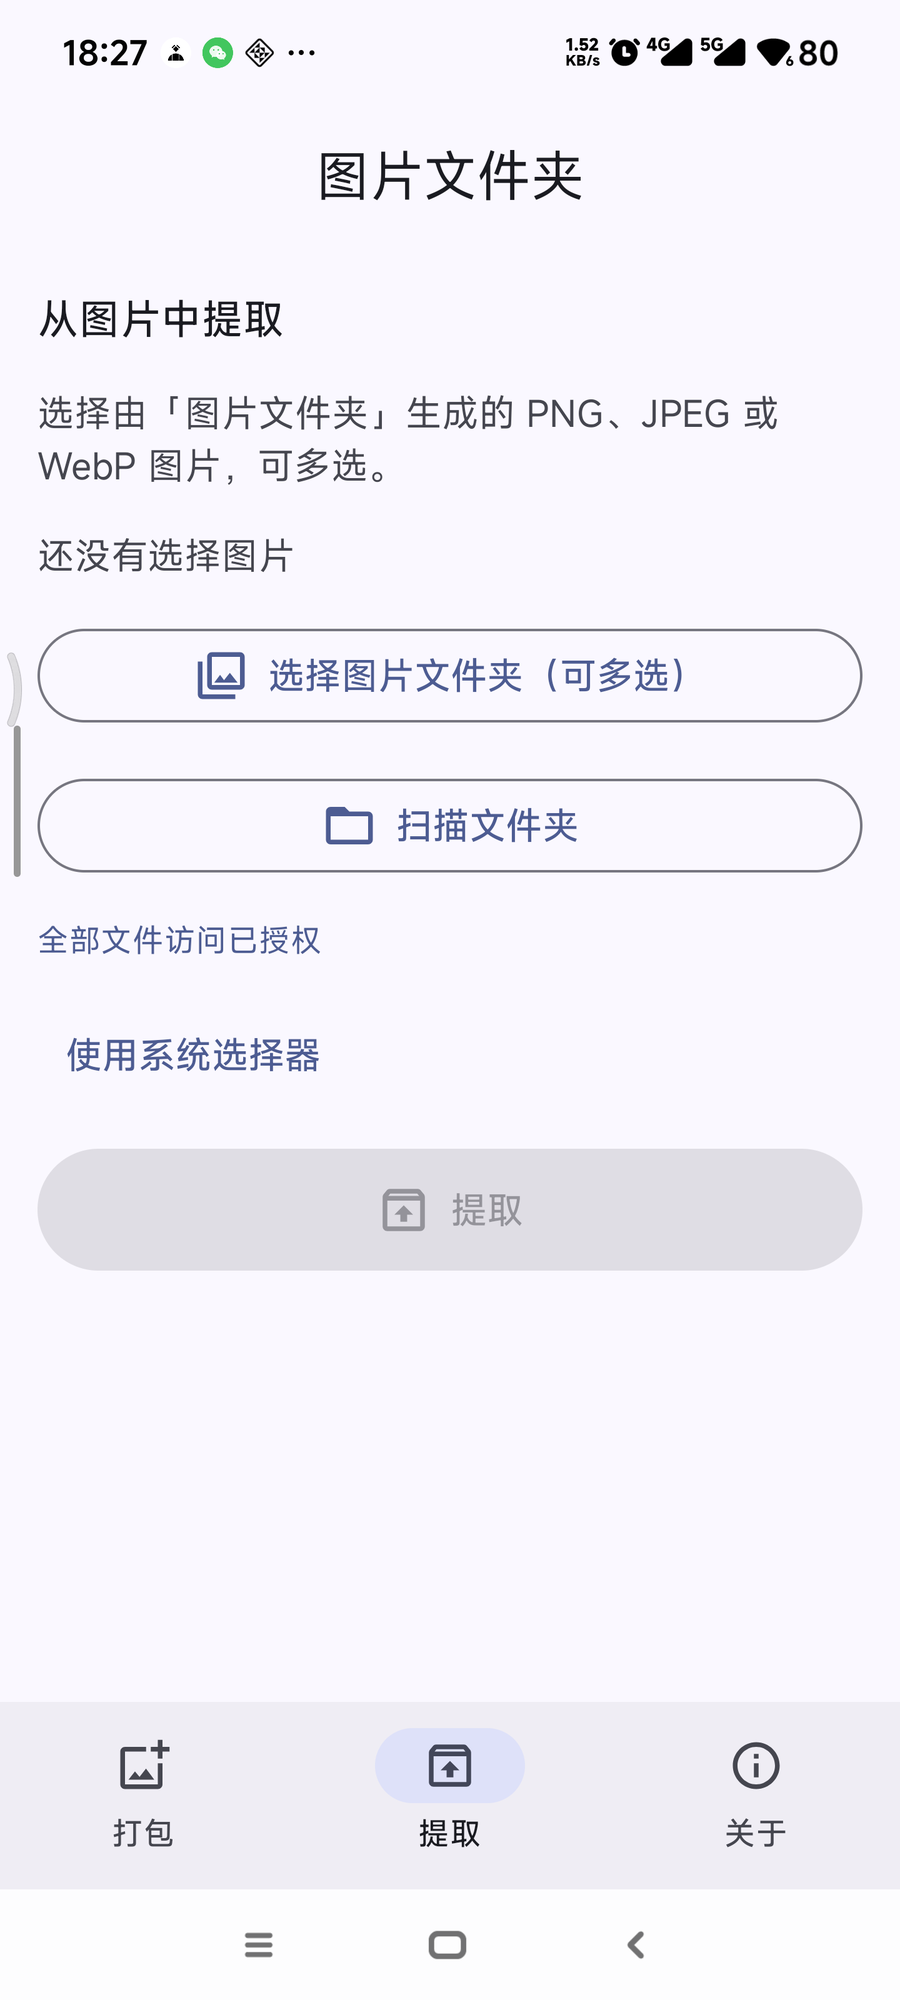 18:27
1.52 KB/s 4G 5G 6 80
图片文件夹
从图片中提取
选择由「图片文件夹」生成的 PNG、JPEG 或
WebP 图片，可多选。
还没有选择图片
选择图片文件夹（可多选）
扫描文件夹
全部文件访问已授权
使用系统选择器
提取
打包
提取
关于